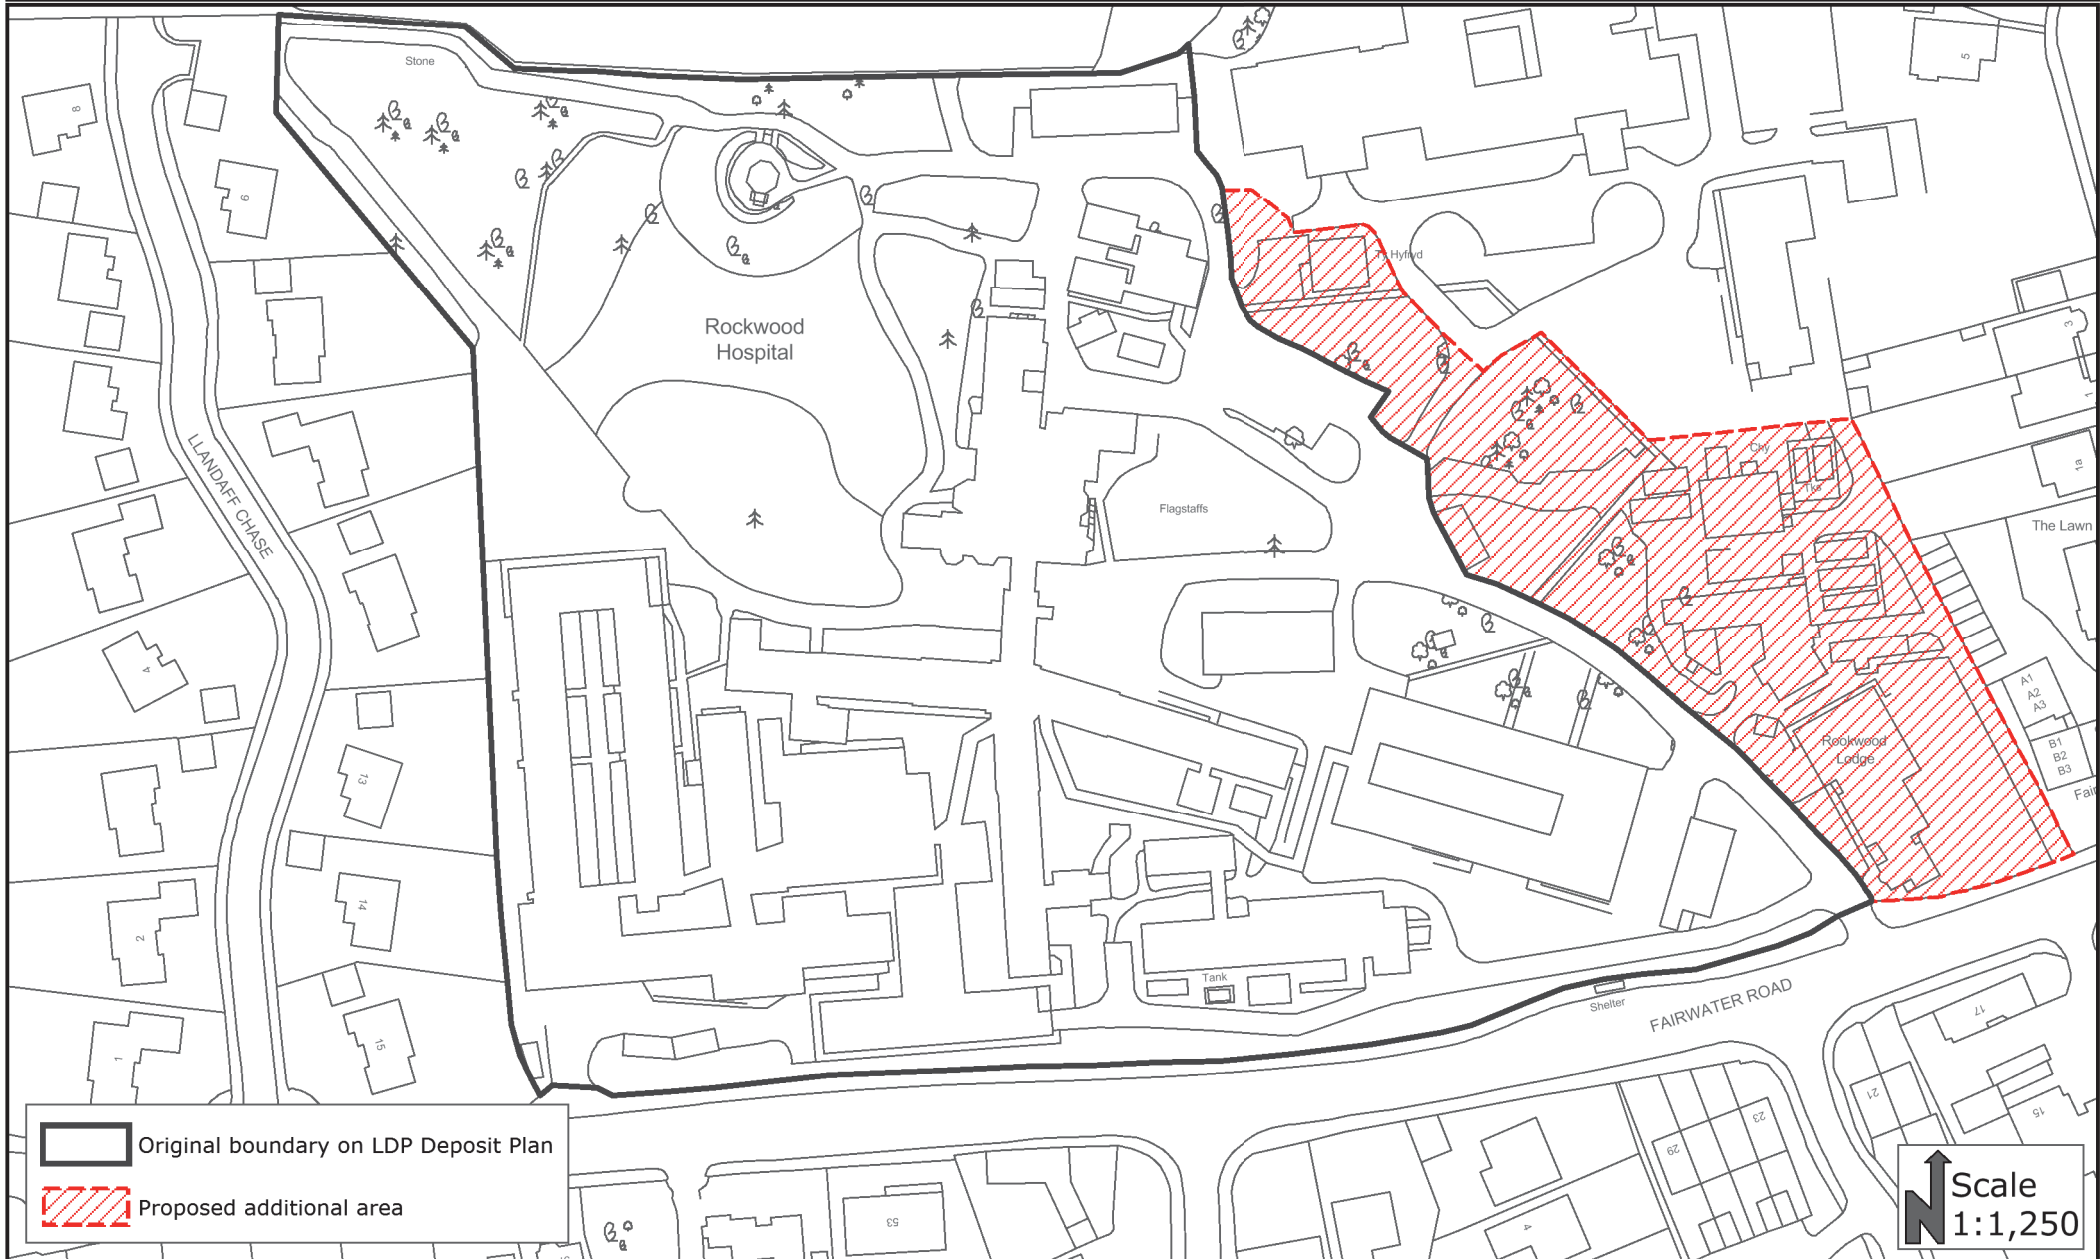 Stone
8
5
6
Ty Hyfryd
Rockwood
Hospital
3
1
LLANDAFF CHASE
Chy
Tks
1a
Flagstaffs
The Lawn
4
A1
A2
A3
Rookwood
Lodge
B1
B2
B3
Fair
13
14
2
Tank
Shelter
FAIRWATER ROAD
17
1
15
21
15
23
29
53
4
Original boundary on LDP Deposit Plan
Proposed additional area
N
Scale
1:1,250